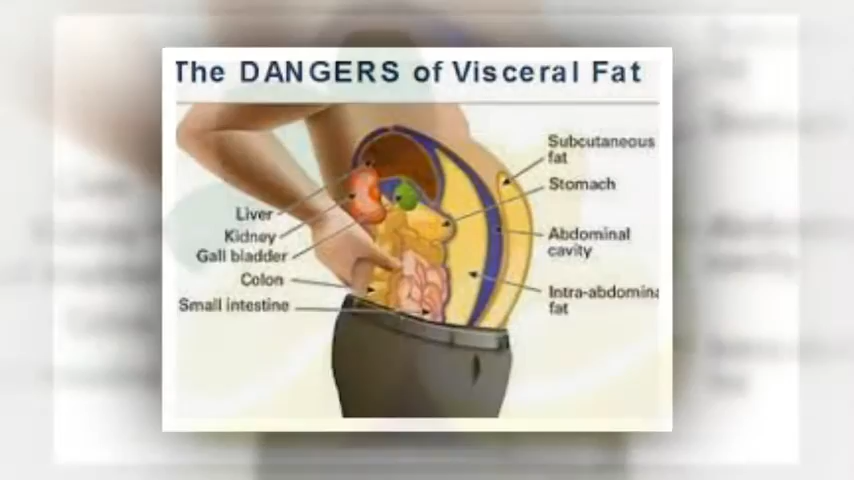 The DANGERS of Visceral Fat
Subcutaneous
fat
Stomach
Liver
Kidney
Gall bladder
Abdominal
cavity
Colon
Small intestine
Intra-abdomina
fat